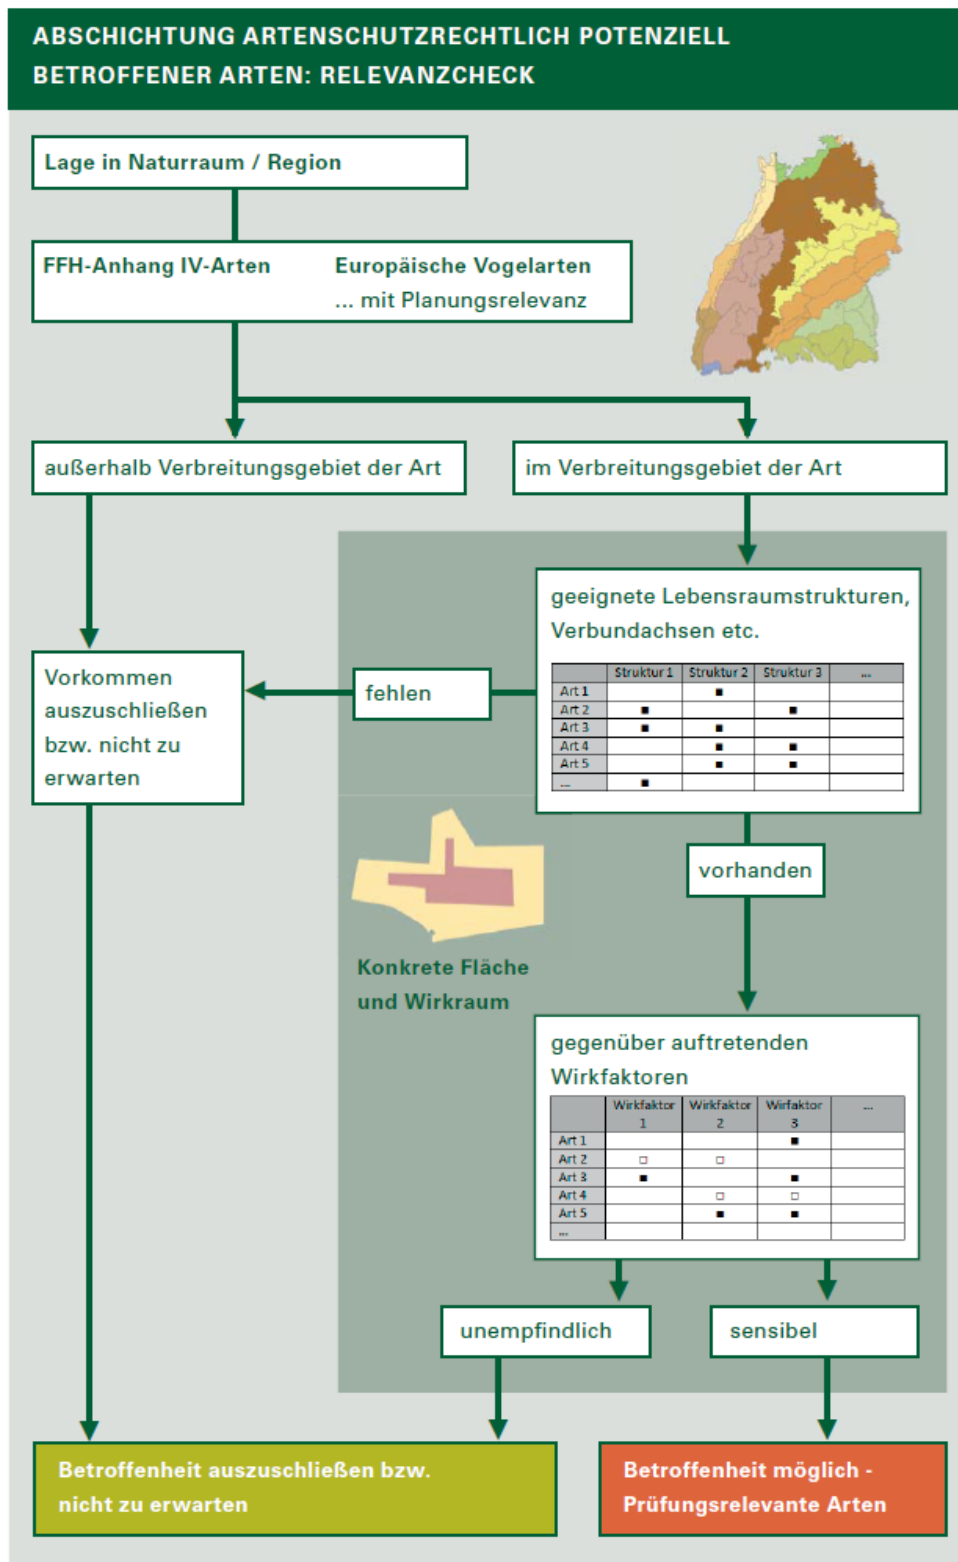 ABSCHICHTUNG ARTENSCHUTZRECHTLICH POTENZIELL
BETROFFENER ARTEN: RELEVANZCHECK
Lage in Naturraum / Region
FFH-Anhang IV-Arten
Europäische Vogelarten
... mit Planungsrelevanz
außerhalb Verbreitungsgebiet der Art
im Verbreitungsgebiet der Art
geeignete Lebensraumstrukturen,
Verbundachsen etc.
Struktur 1 Struktur 2 Struktur 3 ...
Art 1 ■
Art 2 ■ ■
Art 3 ■ ■
Art 4 ■ ■
Art 5 ■ ■
... ■
fehlen
Vorkommen
auszuschließen
bzw. nicht zu
erwarten
vorhanden
Konkrete Fläche
und Wirkraum
gegenüber auftretenden
Wirkfaktoren
Wirkfaktor Wirkfaktor Wirfaktor ...
1 2 3
Art 1 ■
Art 2 □ □
Art 3 ■ ■
Art 4 □ □
Art 5 ■ ■
...
unempfindlich
sensibel
Betroffenheit auszuschließen bzw.
nicht zu erwarten
Betroffenheit möglich -
Prüfungsrelevante Arten